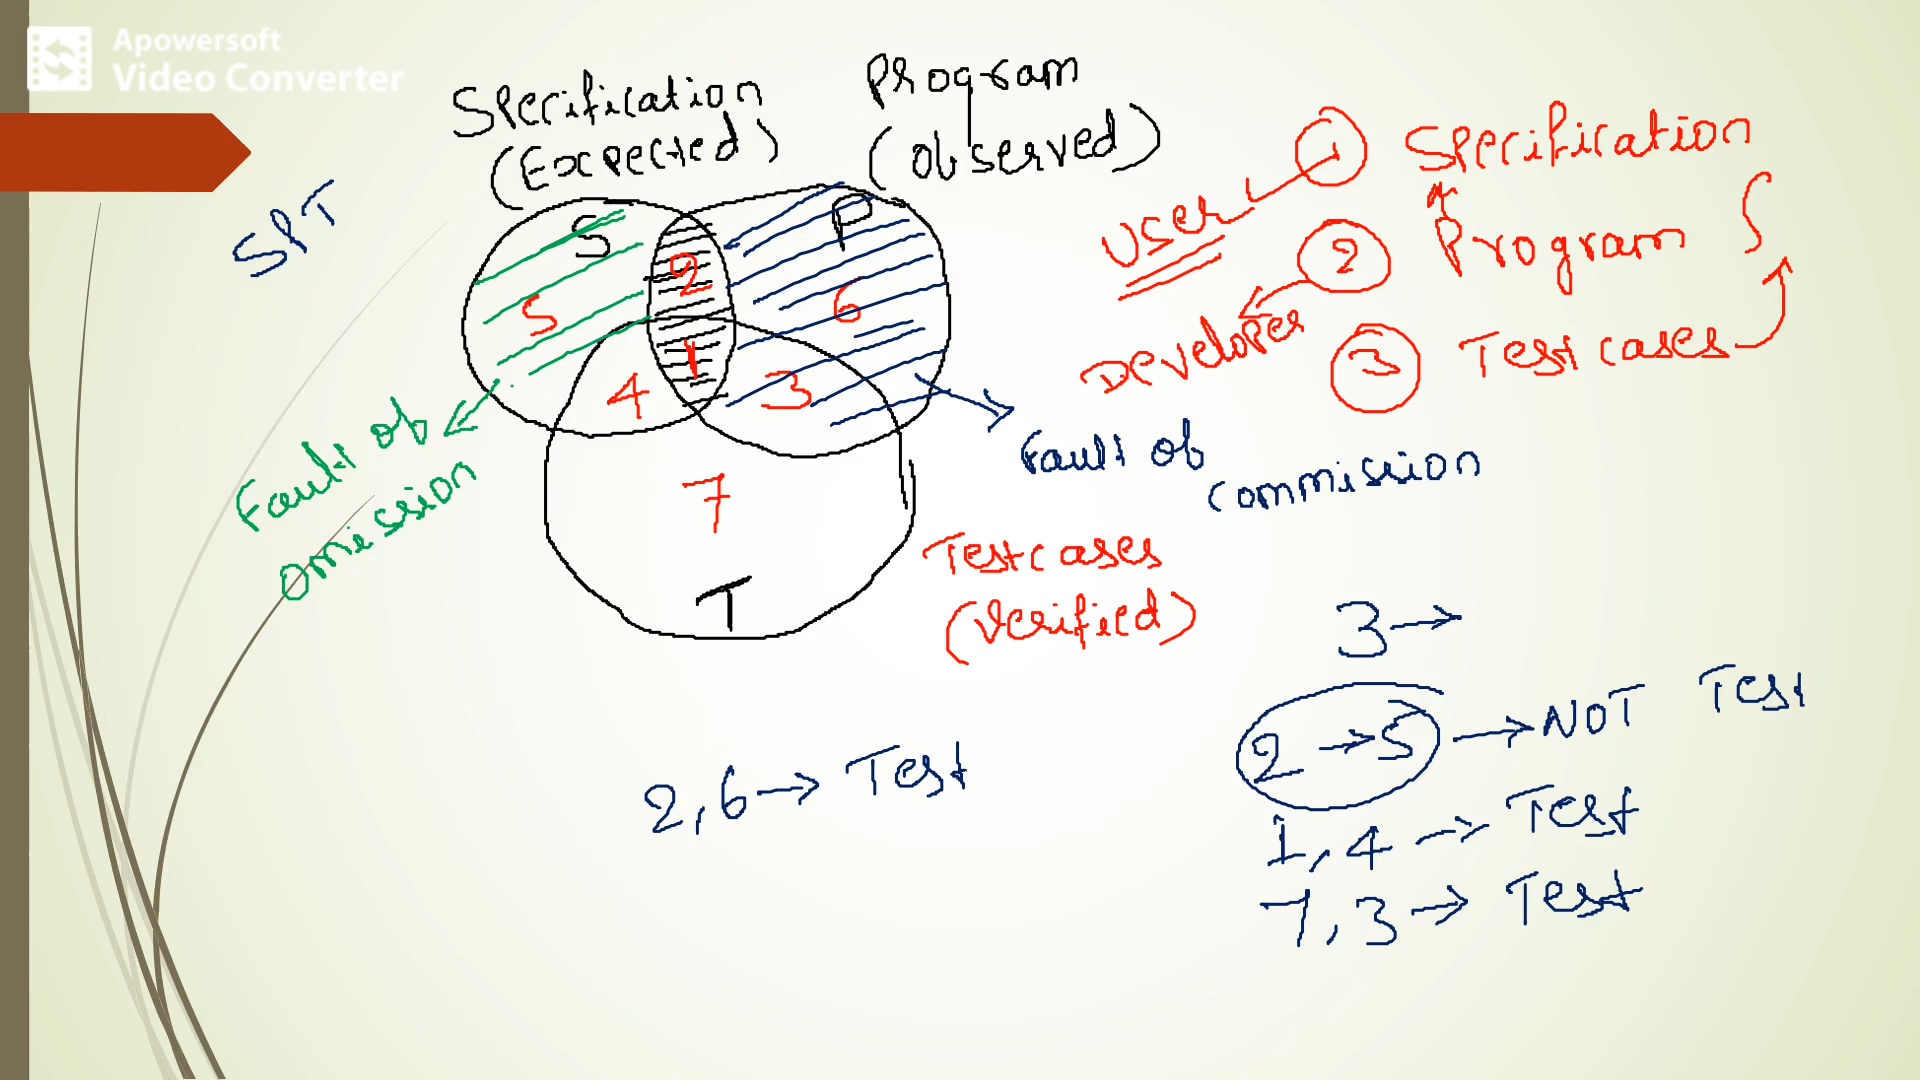 Apowersoft
Video Converter
Specification
(Expected)
Program
(Observed)
SPT
S
P
2
5
6
1
4
3
7
T
Fault of
omission
Fault of
commission
Testcases
(Verified)
1 Specification
User
2 Program
Developer
3 Testcases
3 →
2 → 5 → NOT Test
1, 4 → Test
7, 3 → Test
2, 6 → Test